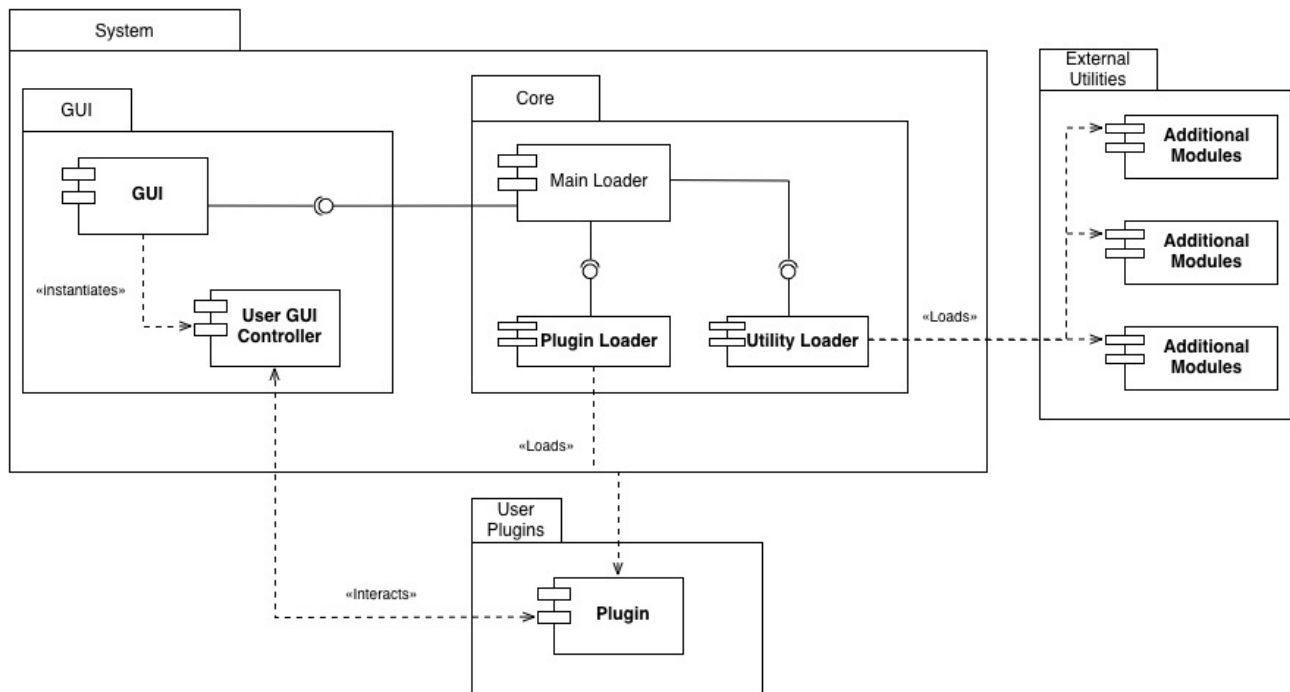 System
GUI
GUI
«instantiates»
User GUI
Controller
Core
Main Loader
Plugin Loader
Utility Loader
«Loads»
«Loads»
External
Utilities
Additional
Modules
Additional
Modules
Additional
Modules
User
Plugins
«Interacts»
Plugin